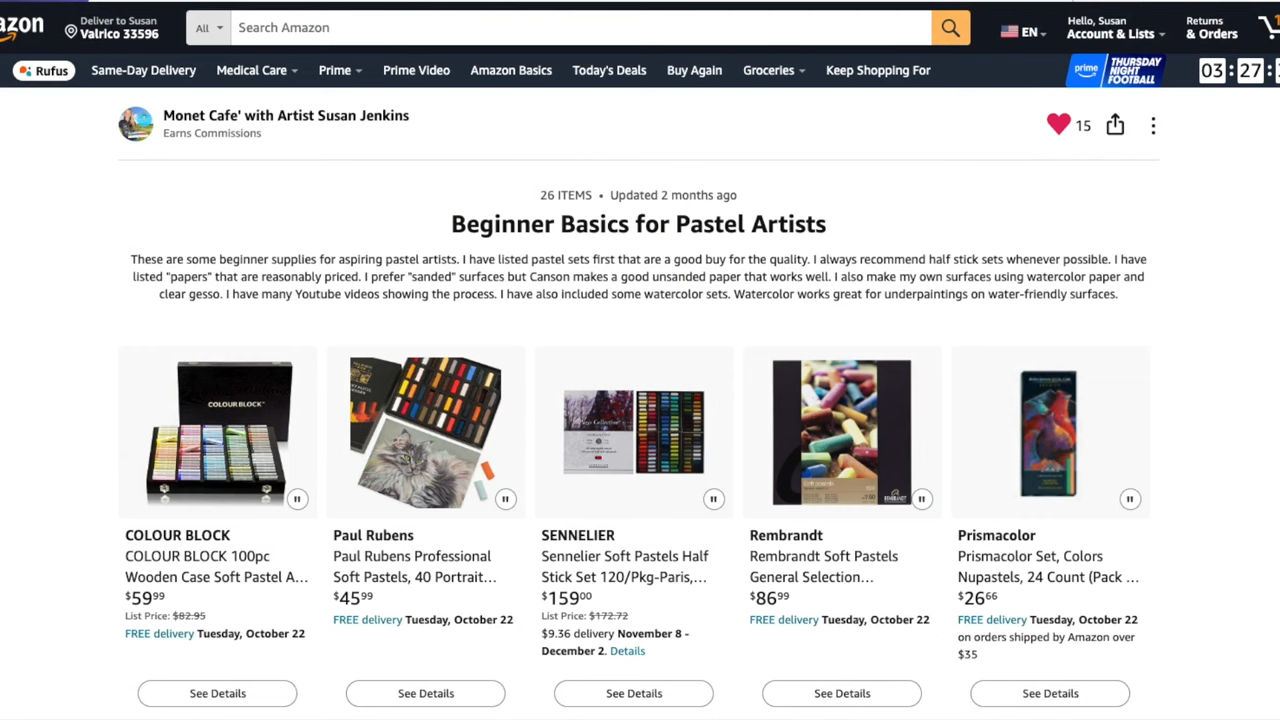 azon
Deliver to Susan
Valrico 33596
All
Search Amazon
EN
Hello, Susan
Account & Lists
Returns
& Orders
Rufus
Same-Day Delivery
Medical Care
Prime
Prime Video
Amazon Basics
Today's Deals
Buy Again
Groceries
Keep Shopping For
prime
THURSDAY
NIGHT
FOOTBALL
03 : 27 :
Monet Cafe' with Artist Susan Jenkins
Earns Commissions
15
26 ITEMS • Updated 2 months ago
Beginner Basics for Pastel Artists
These are some beginner supplies for aspiring pastel artists. I have listed pastel sets first that are a good buy for the quality. I always recommend half stick sets whenever possible. I have
listed "papers" that are reasonably priced. I prefer "sanded" surfaces but Canson makes a good unsanded paper that works well. I also make my own surfaces using watercolor paper and
clear gesso. I have many Youtube videos showing the process. I have also included some watercolor sets. Watercolor works great for underpaintings on water-friendly surfaces.
COLOUR BLOCK
REMBRANDT
COLOUR BLOCK
COLOUR BLOCK 100pc
Wooden Case Soft Pastel A...
$59.99
List Price: $82.95
FREE delivery Tuesday, October 22
See Details
Paul Rubens
Paul Rubens Professional
Soft Pastels, 40 Portrait...
$45.99
FREE delivery Tuesday, October 22
See Details
SENNELIER
Sennelier Soft Pastels Half
Stick Set 120/Pkg-Paris,...
$159.00
List Price: $172.72
$9.36 delivery November 8 -
December 2. Details
See Details
Rembrandt
Rembrandt Soft Pastels
General Selection...
$86.99
FREE delivery Tuesday, October 22
See Details
Prismacolor
Prismacolor Set, Colors
Nupastels, 24 Count (Pack ...
$26.66
FREE delivery Tuesday, October 22
on orders shipped by Amazon over
$35
See Details